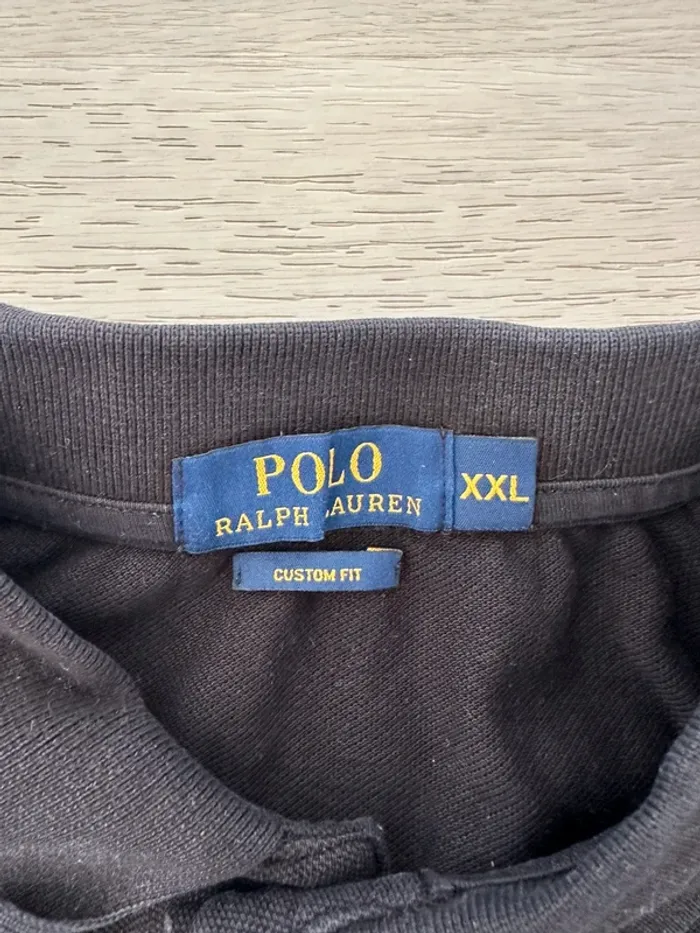 POLO
RALPH LAUREN
XXL
CUSTOM FIT